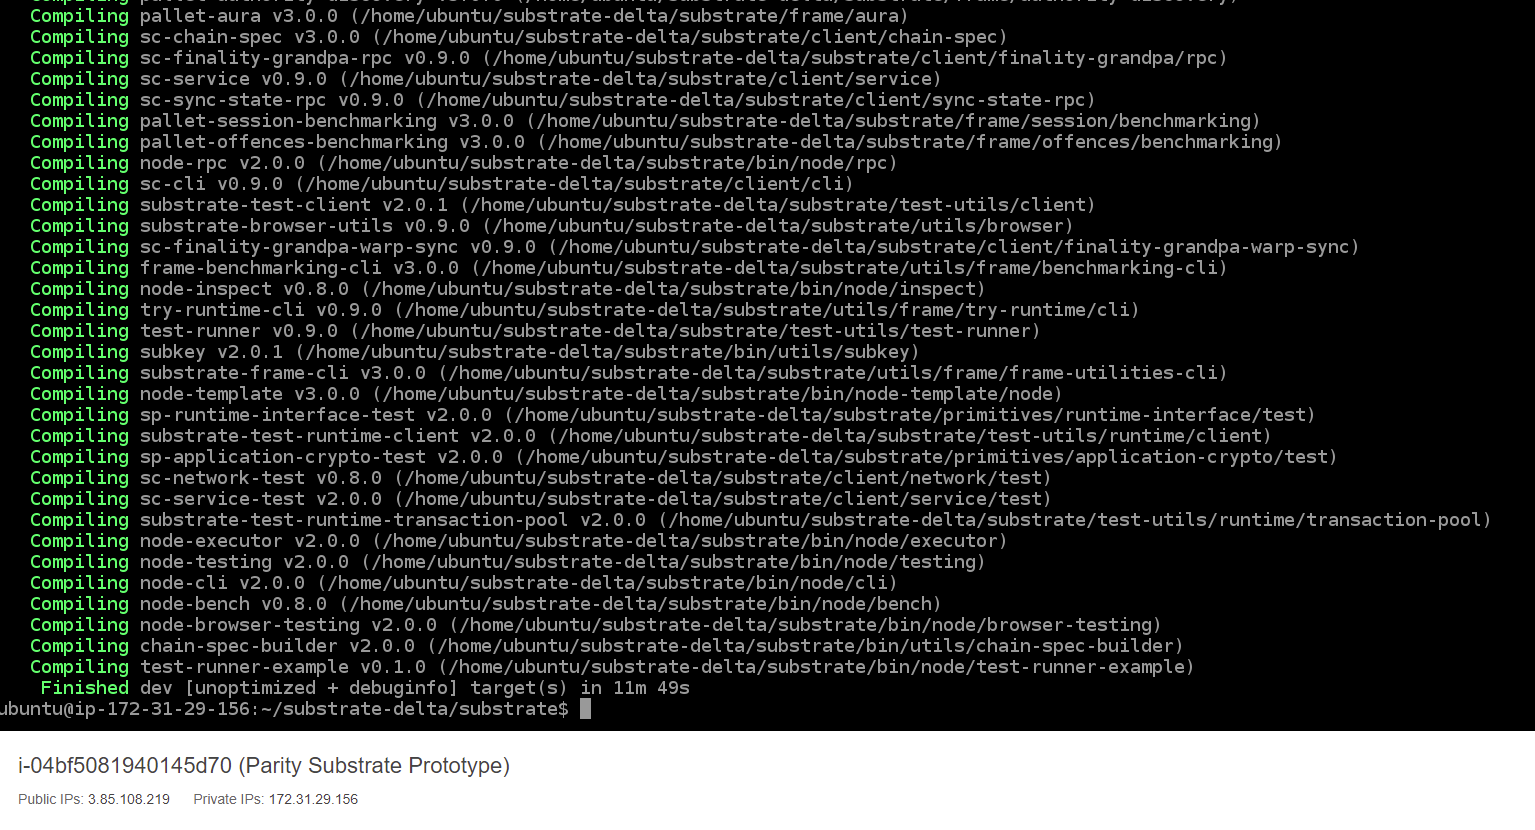 Compiling pallet-aura v3.0.0 (/home/ubuntu/substrate-delta/substrate/frame/aura)
Compiling sc-chain-spec v3.0.0 (/home/ubuntu/substrate-delta/substrate/client/chain-spec)
Compiling sc-finality-grandpa-rpc v0.9.0 (/home/ubuntu/substrate-delta/substrate/client/finality-grandpa/rpc)
Compiling sc-service v0.9.0 (/home/ubuntu/substrate-delta/substrate/client/service)
Compiling sc-sync-state-rpc v0.9.0 (/home/ubuntu/substrate-delta/substrate/client/sync-state-rpc)
Compiling pallet-session-benchmarking v3.0.0 (/home/ubuntu/substrate-delta/substrate/frame/session/benchmarking)
Compiling pallet-offences-benchmarking v3.0.0 (/home/ubuntu/substrate-delta/substrate/frame/offences/benchmarking)
Compiling node-rpc v2.0.0 (/home/ubuntu/substrate-delta/substrate/bin/node/rpc)
Compiling sc-cli v0.9.0 (/home/ubuntu/substrate-delta/substrate/client/cli)
Compiling substrate-test-client v2.0.1 (/home/ubuntu/substrate-delta/substrate/test-utils/client)
Compiling substrate-browser-utils v0.9.0 (/home/ubuntu/substrate-delta/substrate/utils/browser)
Compiling sc-finality-grandpa-warp-sync v0.9.0 (/home/ubuntu/substrate-delta/substrate/client/finality-grandpa-warp-sync)
Compiling frame-benchmarking-cli v3.0.0 (/home/ubuntu/substrate-delta/substrate/utils/frame/benchmarking-cli)
Compiling node-inspect v0.8.0 (/home/ubuntu/substrate-delta/substrate/bin/node/inspect)
Compiling try-runtime-cli v0.9.0 (/home/ubuntu/substrate-delta/substrate/utils/frame/try-runtime/cli)
Compiling test-runner v0.9.0 (/home/ubuntu/substrate-delta/substrate/test-utils/test-runner)
Compiling subkey v2.0.1 (/home/ubuntu/substrate-delta/substrate/bin/utils/subkey)
Compiling substrate-frame-cli v3.0.0 (/home/ubuntu/substrate-delta/substrate/utils/frame/frame-utilities-cli)
Compiling node-template v3.0.0 (/home/ubuntu/substrate-delta/substrate/bin/node-template/node)
Compiling sp-runtime-interface-test v2.0.0 (/home/ubuntu/substrate-delta/substrate/primitives/runtime-interface/test)
Compiling substrate-test-runtime-client v2.0.0 (/home/ubuntu/substrate-delta/substrate/test-utils/runtime/client)
Compiling sp-application-crypto-test v2.0.0 (/home/ubuntu/substrate-delta/substrate/primitives/application-crypto/test)
Compiling sc-network-test v0.8.0 (/home/ubuntu/substrate-delta/substrate/client/network/test)
Compiling sc-service-test v2.0.0 (/home/ubuntu/substrate-delta/substrate/client/service/test)
Compiling substrate-test-runtime-transaction-pool v2.0.0 (/home/ubuntu/substrate-delta/substrate/test-utils/runtime/transaction-pool)
Compiling node-executor v2.0.0 (/home/ubuntu/substrate-delta/substrate/bin/node/executor)
Compiling node-testing v2.0.0 (/home/ubuntu/substrate-delta/substrate/bin/node/testing)
Compiling node-cli v2.0.0 (/home/ubuntu/substrate-delta/substrate/bin/node/cli)
Compiling node-bench v0.8.0 (/home/ubuntu/substrate-delta/substrate/bin/node/bench)
Compiling node-browser-testing v2.0.0 (/home/ubuntu/substrate-delta/substrate/bin/node/browser-testing)
Compiling chain-spec-builder v2.0.0 (/home/ubuntu/substrate-delta/substrate/bin/utils/chain-spec-builder)
Compiling test-runner-example v0.1.0 (/home/ubuntu/substrate-delta/substrate/bin/node/test-runner-example)
Finished dev [unoptimized + debuginfo] target(s) in 11m 49s
ubuntu@ip-172-31-29-156:~/substrate-delta/substrate$
i-04bf5081940145d70 (Parity Substrate Prototype)
Public IPs: 3.85.108.219 Private IPs: 172.31.29.156